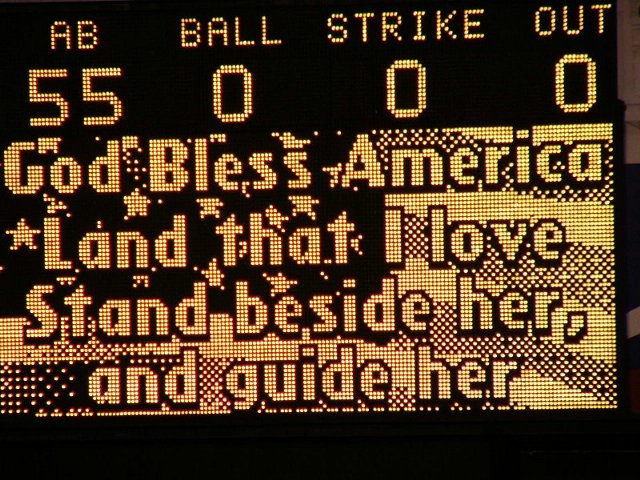 AB BALL STRIKE OUT
55 0 0 0
God Bless America
Land that I love
Stand beside her,
and guide her